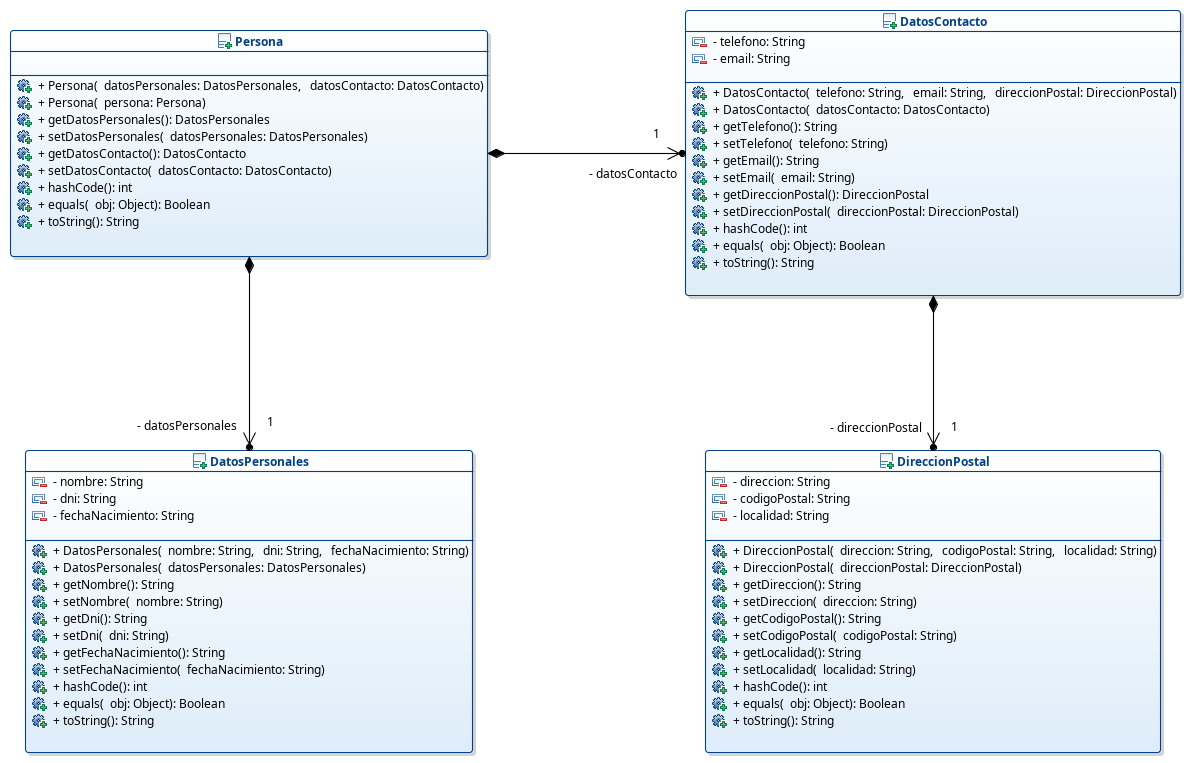 Persona
+ Persona(  datosPersonales: DatosPersonales,   datosContacto: DatosContacto)
+ Persona(  persona: Persona)
+ getDatosPersonales(): DatosPersonales
+ setDatosPersonales(  datosPersonales: DatosPersonales)
+ getDatosContacto(): DatosContacto
+ setDatosContacto(  datosContacto: DatosContacto)
+ hashCode(): int
+ equals(  obj: Object): Boolean
+ toString(): String
1
- datosContacto
DatosContacto
- telefono: String
- email: String
+ DatosContacto(  telefono: String,   email: String,   direccionPostal: DireccionPostal)
+ DatosContacto(  datosContacto: DatosContacto)
+ getTelefono(): String
+ setTelefono(  telefono: String)
+ getEmail(): String
+ setEmail(  email: String)
+ getDireccionPostal(): DireccionPostal
+ setDireccionPostal(  direccionPostal: DireccionPostal)
+ hashCode(): int
+ equals(  obj: Object): Boolean
+ toString(): String
- datosPersonales
1
DatosPersonales
- nombre: String
- dni: String
- fechaNacimiento: String
+ DatosPersonales(  nombre: String,   dni: String,   fechaNacimiento: String)
+ DatosPersonales(  datosPersonales: DatosPersonales)
+ getNombre(): String
+ setNombre(  nombre: String)
+ getDni(): String
+ setDni(  dni: String)
+ getFechaNacimiento(): String
+ setFechaNacimiento(  fechaNacimiento: String)
+ hashCode(): int
+ equals(  obj: Object): Boolean
+ toString(): String
- direccionPostal
1
DireccionPostal
- direccion: String
- codigoPostal: String
- localidad: String
+ DireccionPostal(  direccion: String,   codigoPostal: String,   localidad: String)
+ DireccionPostal(  direccionPostal: DireccionPostal)
+ getDireccion(): String
+ setDireccion(  direccion: String)
+ getCodigoPostal(): String
+ setCodigoPostal(  codigoPostal: String)
+ getLocalidad(): String
+ setLocalidad(  localidad: String)
+ hashCode(): int
+ equals(  obj: Object): Boolean
+ toString(): String